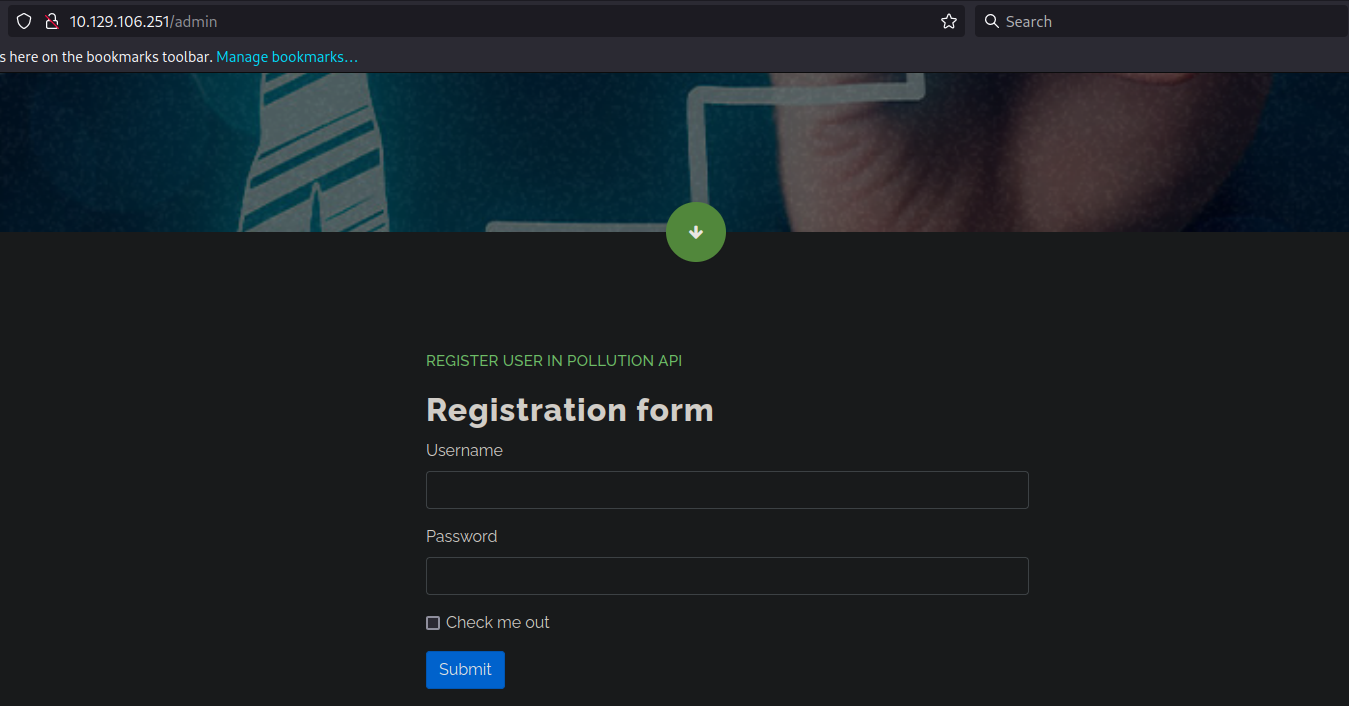 10.129.106.251/admin
Search
s here on the bookmarks toolbar. Manage bookmarks…
REGISTER USER IN POLLUTION API
Registration form
Username
Password
Check me out
Submit